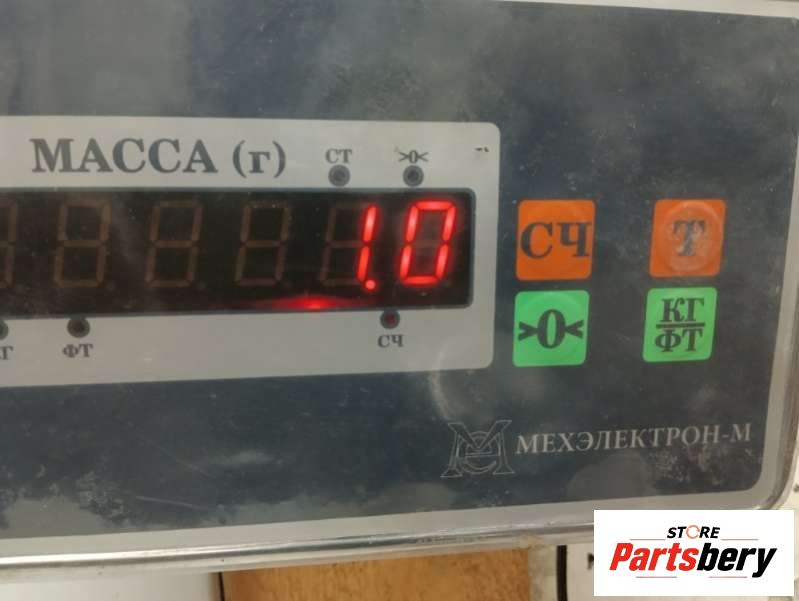 МАССА (г)
СТ
>0<
1.0
ФТ
СЧ
СЧ
Т
>0<
КГ
ФТ
МЕХЭЛЕКТРОН-М
STORE
Partsbery